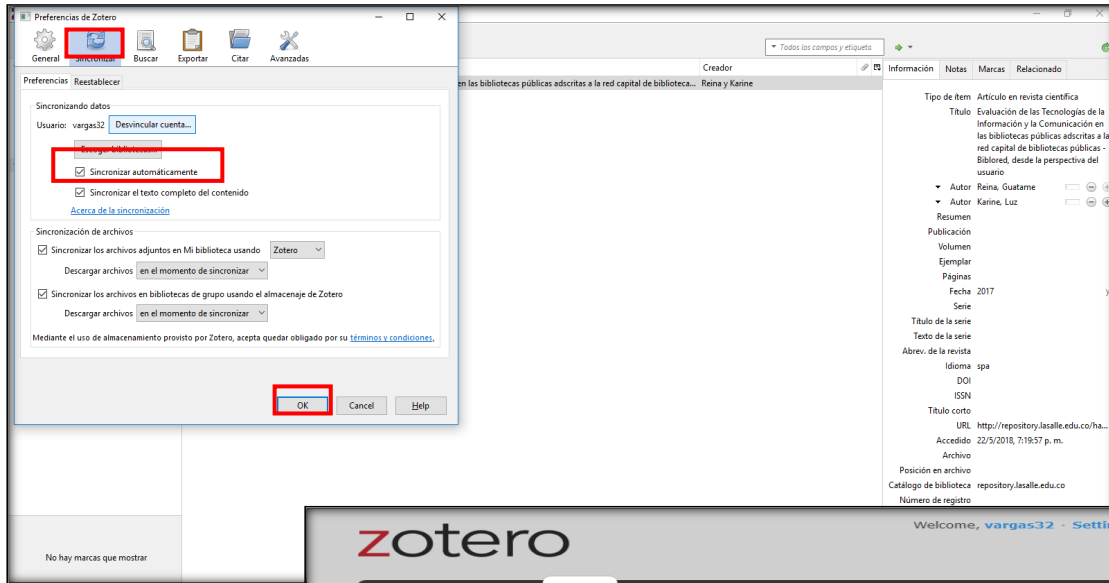 Preferencias de Zotero
General
Sincronizar
Buscar
Exportar
Citar
Avanzadas
Preferencias
Reestablecer
Sincronizando datos
Usuario: vargas32
Desvincular cuenta...
Escoger bibliotecas...
Sincronizar automáticamente
Sincronizar el texto completo del contenido
Acerca de la sincronización
Sincronización de archivos
Sincronizar los archivos adjuntos en Mi biblioteca usando Zotero
Descargar archivos en el momento de sincronizar
Sincronizar los archivos en bibliotecas de grupo usando el almacenaje de Zotero
Descargar archivos en el momento de sincronizar
Mediante el uso de almacenamiento provisto por Zotero, acepta quedar obligado por su términos y condiciones.
OK
Cancel
Help
No hay marcas que mostrar
Todos los campos y etiqueta
Creador
en las bibliotecas públicas adscritas a la red capital de biblioteca... Reina y Karine
Información Notas Marcas Relacionado
Tipo de ítem Artículo en revista científica
Título Evaluación de las Tecnologías de la
Información y la Comunicación en
las bibliotecas públicas adscritas a la
red capital de bibliotecas públicas -
Biblored, desde la perspectiva del
usuario
Autor Reina, Guatame
Autor Karine, Luz
Resumen
Publicación
Volumen
Ejemplar
Páginas
Fecha 2017 y
Serie
Título de la serie
Texto de la serie
Abrev. de la revista
Idioma spa
DOI
ISSN
Título corto
URL http://repository.lasalle.edu.co/ha...
Accedido 22/5/2018, 7:19:57 p. m.
Archivo
Posición en archivo
Catálogo de biblioteca repository.lasalle.edu.co
Número de registro
zotero
Welcome, vargas32 · Setti